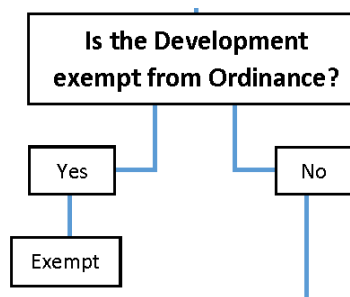 Is the Development
exempt from Ordinance?
Yes
No
Exempt